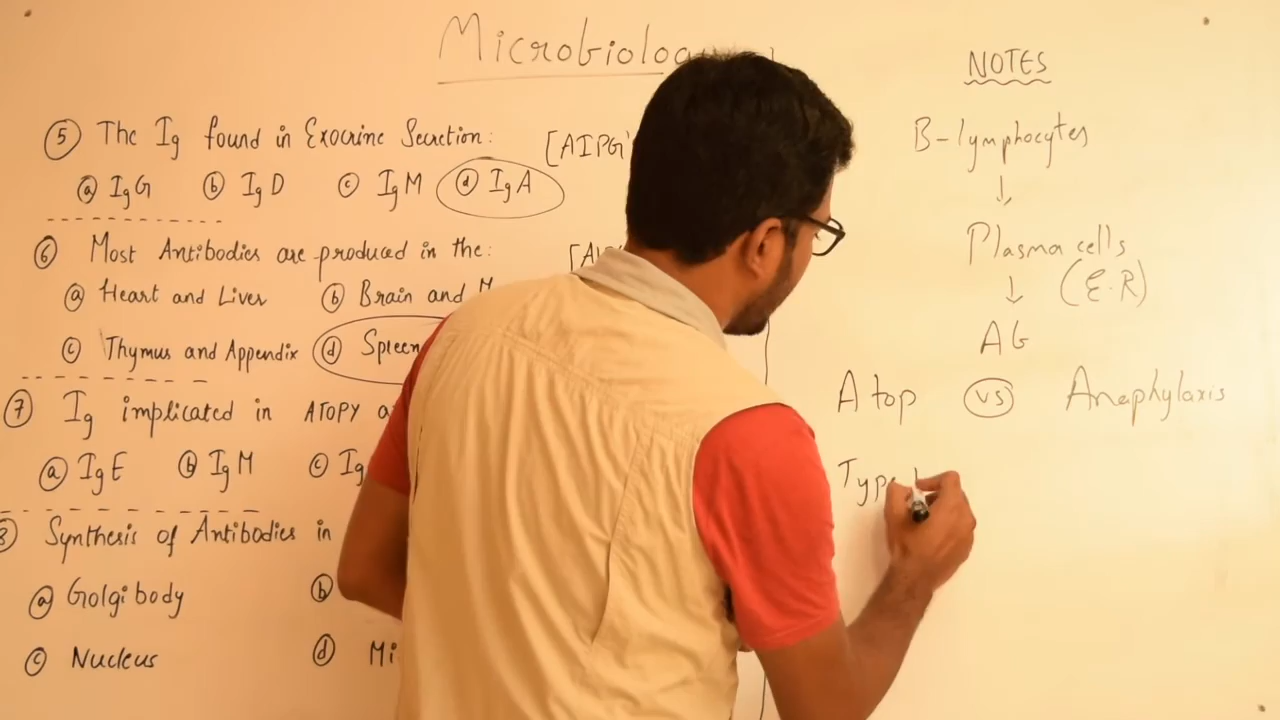 Microbiolog
5 The Ig found in Exocrine Secretion: [AIPG'
a IgG b IgD c IgM d IgA
6 Most Antibodies are produced in the:
a Heart and Liver b Brain and
c Thymus and Appendix d Spleen
7 Ig implicated in ATOPY
a IgE b IgM c Ig
8 Synthesis of Antibodies in
a Golgi body b
c Nucleus d Mi
NOTES
B-lymphocytes
↓
Plasma cells
(E.R)
↓
AG
Atop VS Anaphylaxis
Type